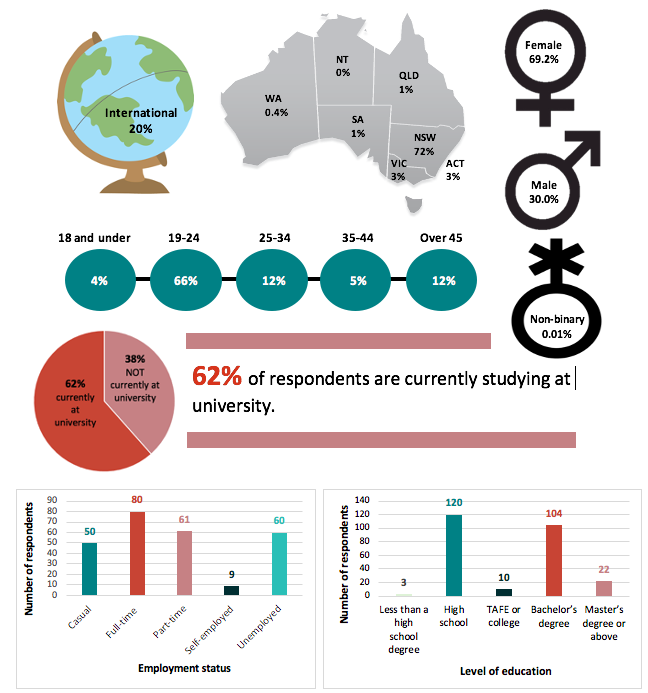 International
20%
NT
0%
QLD
1%
WA
0.4%
SA
1%
NSW
72%
VIC
3%
ACT
3%
Female
69.2%
Male
30.0%
Non-binary
0.01%
18 and under
19-24
25-34
35-44
Over 45
4%
66%
12%
5%
12%
62%
currently
at
university
38%
NOT
currently at
university
62% of respondents are currently studying at
university.
Number of respondents
90
80
70
60
50
40
30
20
10
0
50
80
61
9
60
Casual
Full-time
Part-time
Self-employed
Unemployed
Employment status
Number of respondents
140
120
100
80
60
40
20
0
3
120
10
104
22
Less than a
high
school
degree
High
school
TAFE or
college
Bachelor's
degree
Master's
degree or
above
Level of education